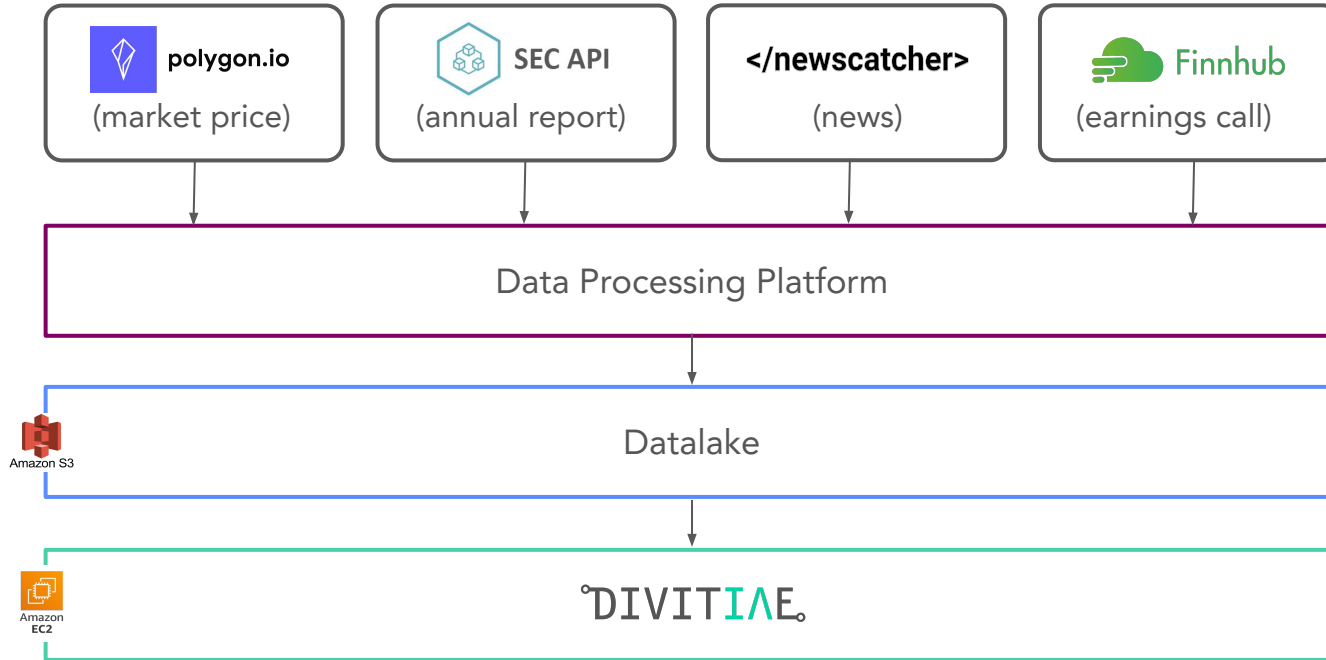 polygon.io
(market price)
SEC API
(annual report)
</newscatcher>
(news)
Finnhub
(earnings call)
Data Processing Platform
Amazon S3
Datalake
Amazon
EC2
DIVITIAE